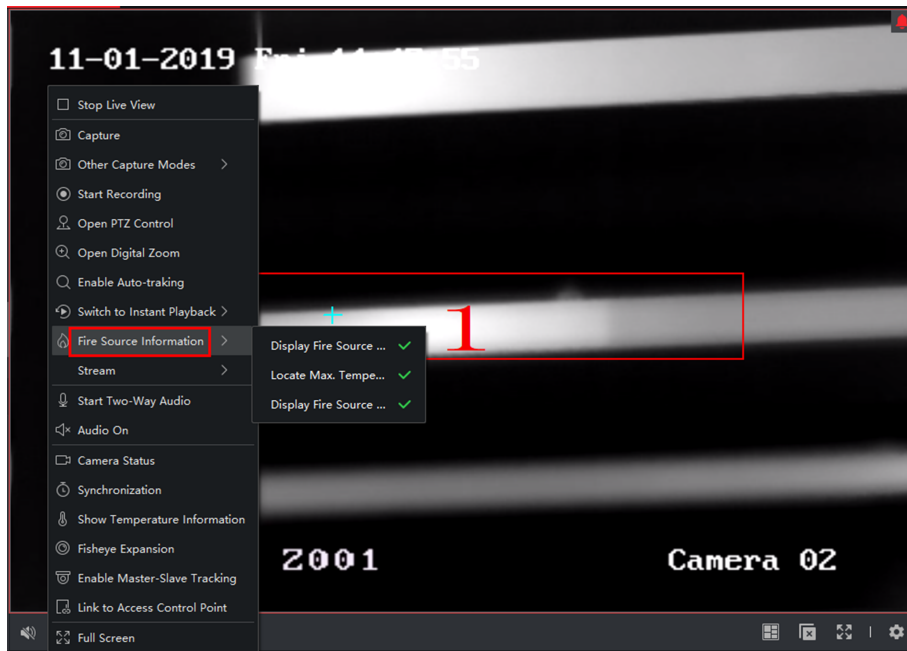 11-01-2019 Fri
55
Stop Live View
Capture
Other Capture Modes
Start Recording
Open PTZ Control
Open Digital Zoom
Enable Auto-traking
Switch to Instant Playback
Fire Source Information
Stream
Start Two-Way Audio
Audio On
Camera Status
Synchronization
Show Temperature Information
Fisheye Expansion
Enable Master-Slave Tracking
Link to Access Control Point
Full Screen
Display Fire Source ...
Locate Max. Tempe...
Display Fire Source ...
1
2001
Camera 02